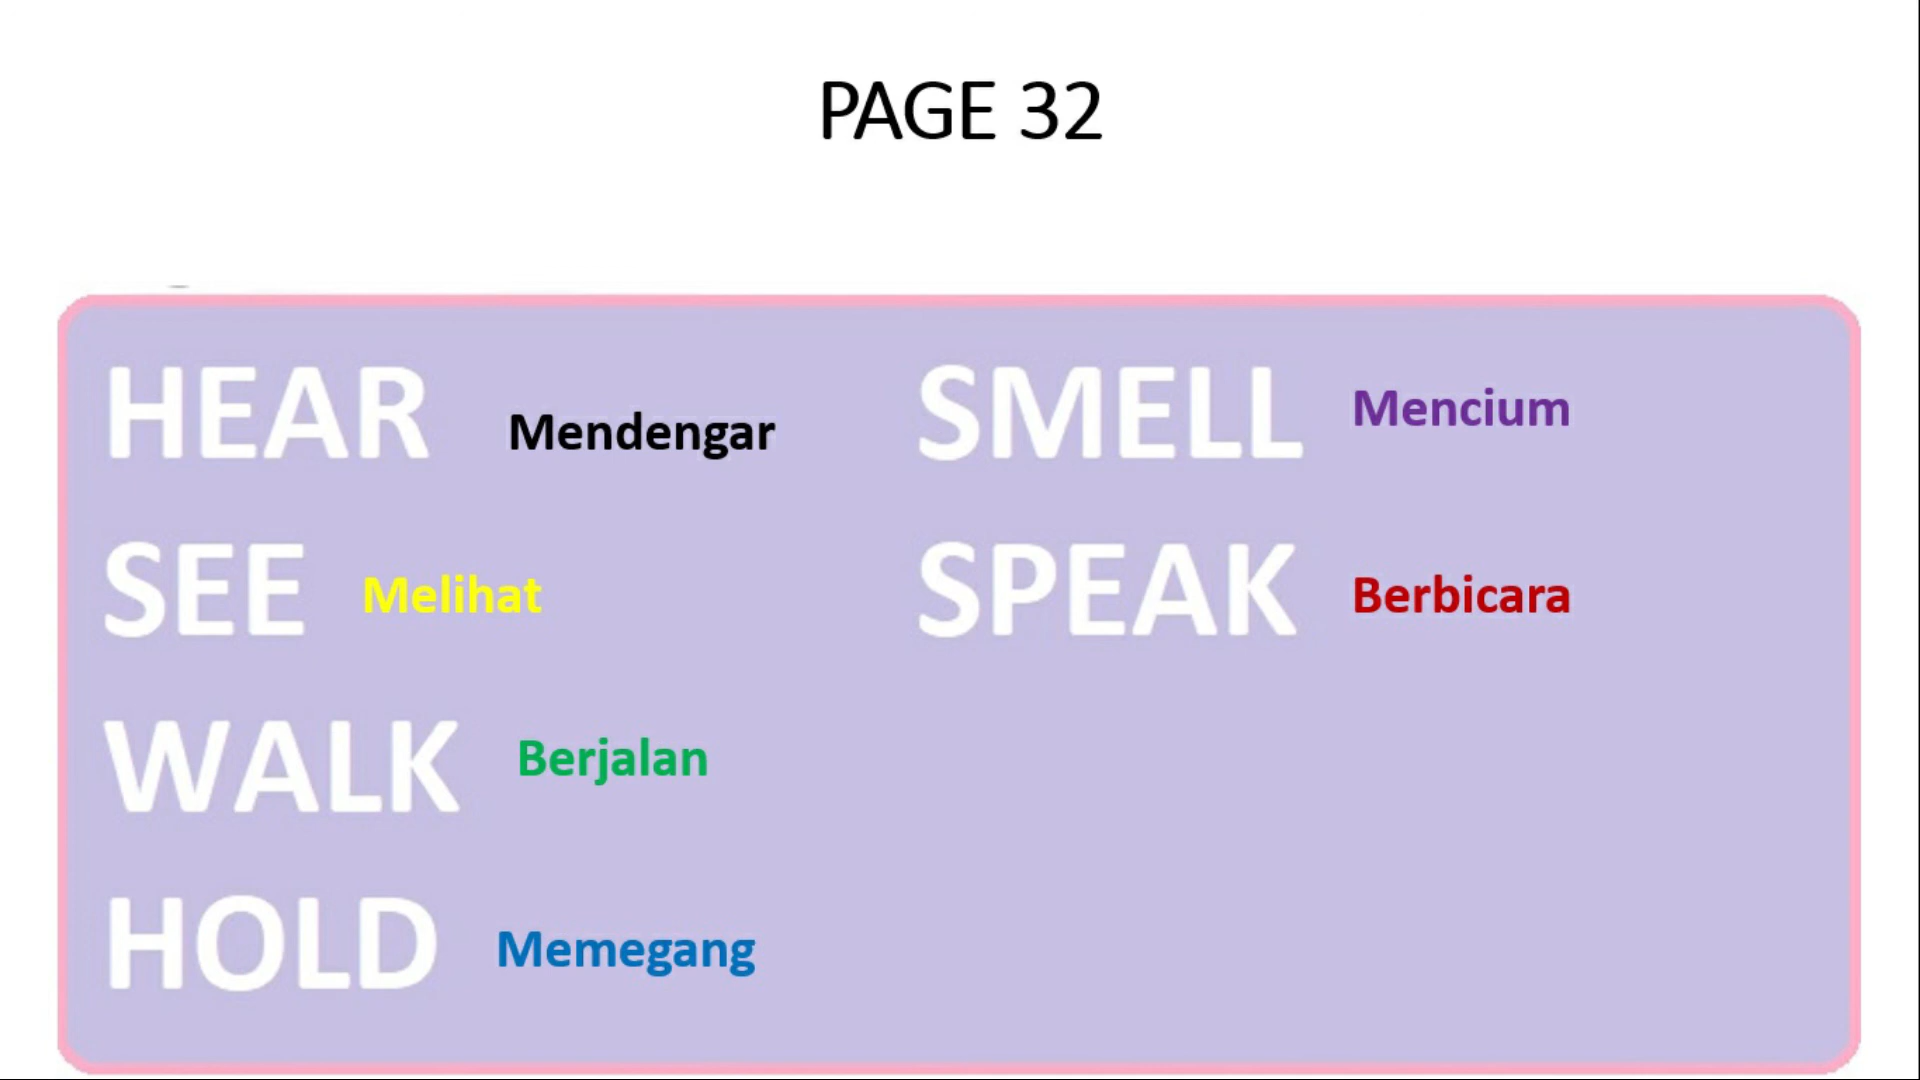 PAGE 32
HEAR Mendengar
SMELL Mencium
SEE Melihat
SPEAK Berbicara
WALK Berjalan
HOLD Memegang